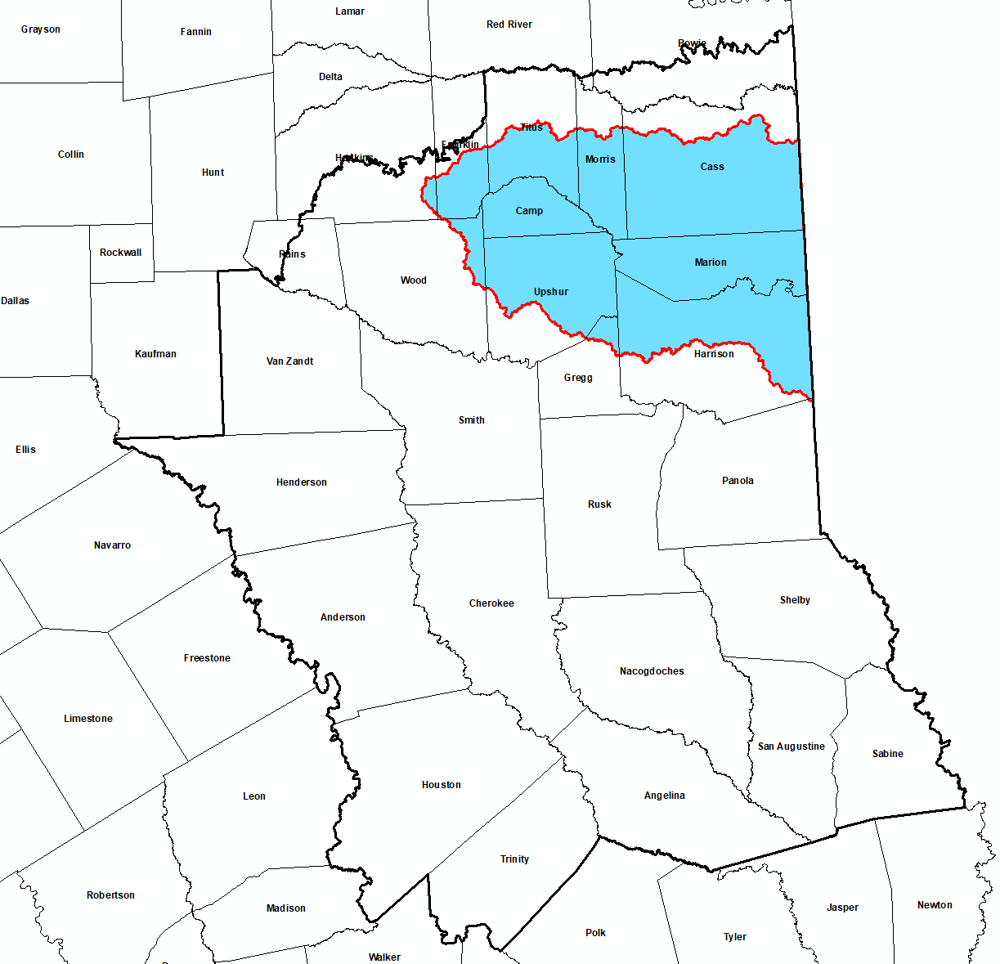 Lamar
Red River
Grayson
Fannin
Bowie
Delta
Titus
Franklin
Collin
Hopkins
Morris
Cass
Hunt
Camp
Rockwall
Rains
Marion
Wood
Upshur
Dallas
Kaufman
Van Zandt
Harrison
Gregg
Smith
Ellis
Henderson
Panola
Rusk
Navarro
Shelby
Cherokee
Anderson
Freestone
Nacogdoches
Limestone
San Augustine
Sabine
Houston
Leon
Angelina
Trinity
Robertson
Madison
Jasper
Newton
Polk
Tyler
Walker